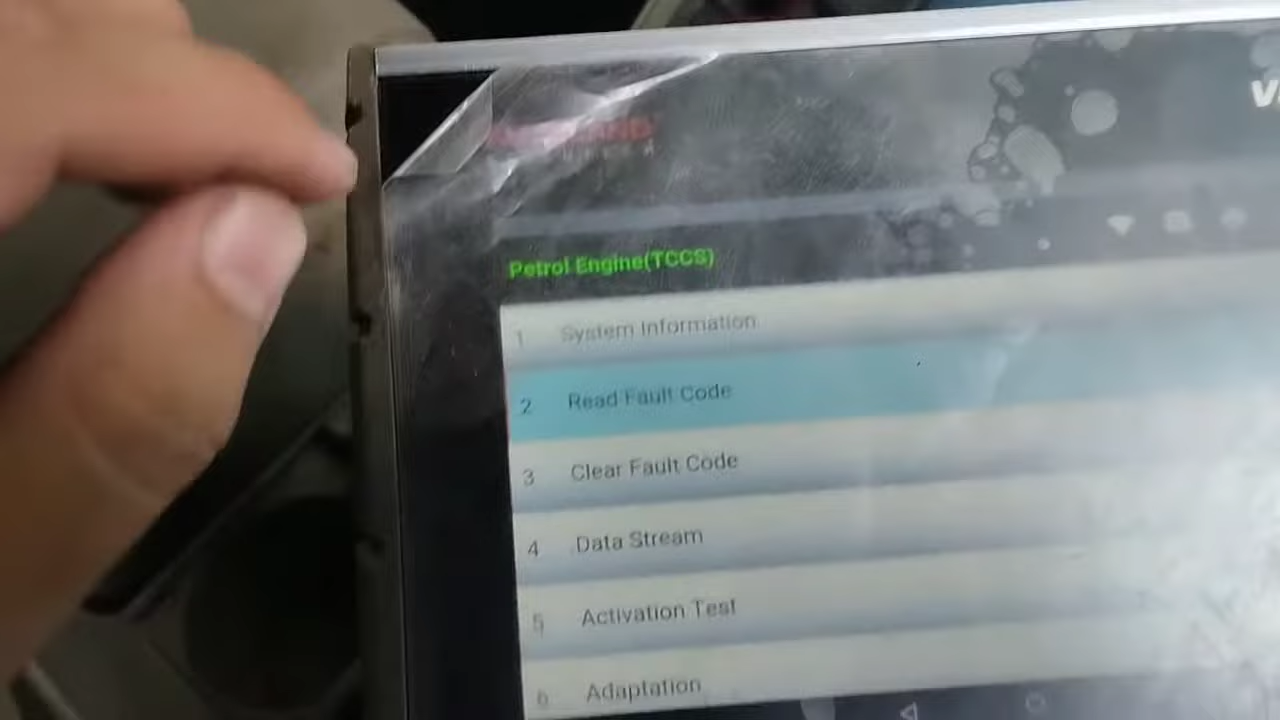 Petrol Engine(TCCS)
1 System Information
2 Read Fault Code
3 Clear Fault Code
4 Data Stream
5 Activation Test
6 Adaptation